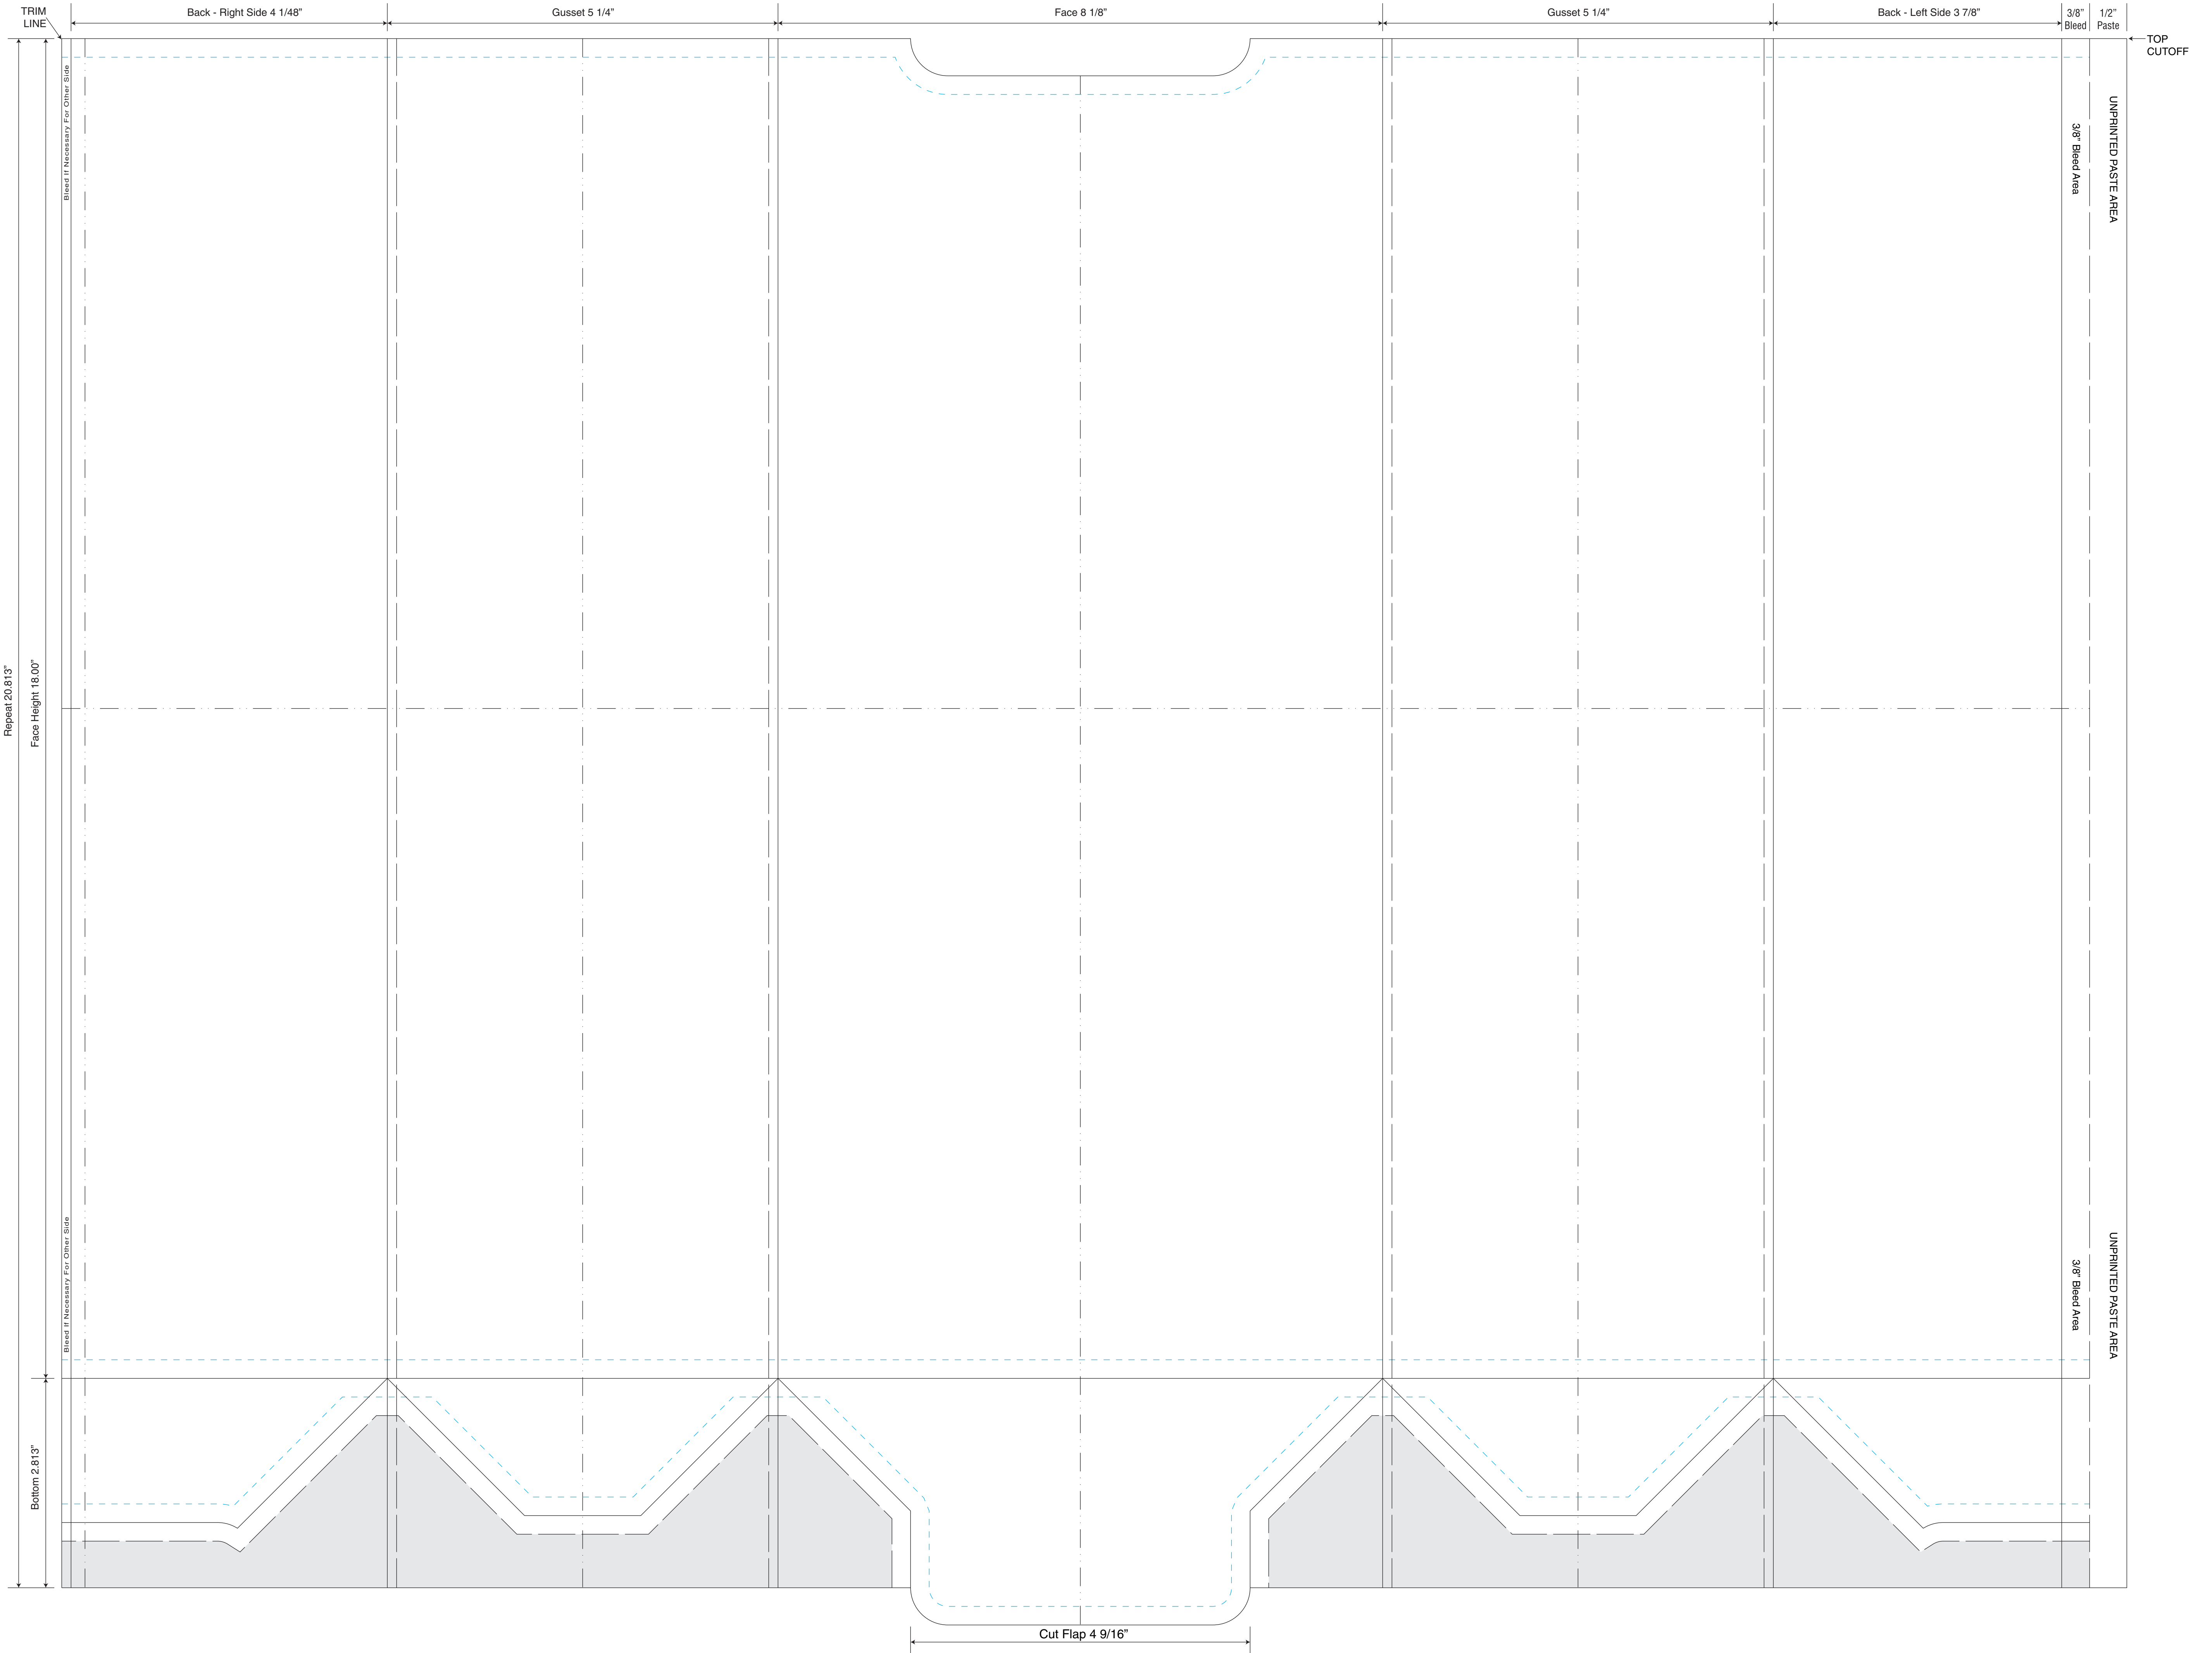 TRIM
LINE
Back - Right Side 4 1/48”
Gusset 5 1/4”
Face 8 1/8”
Gusset 5 1/4”
Back - Left Side 3 7/8”
3/8”
Bleed
1/2”
Paste
TOP
CUTOFF
Bleed If Necessary For Other Side
3/8” Bleed Area
UNPRINTED PASTE AREA
Repeat 20.813”
Face Height 18.00”
Bleed If Necessary For Other Side
3/8” Bleed Area
UNPRINTED PASTE AREA
Bottom 2.813”
Cut Flap 4 9/16”